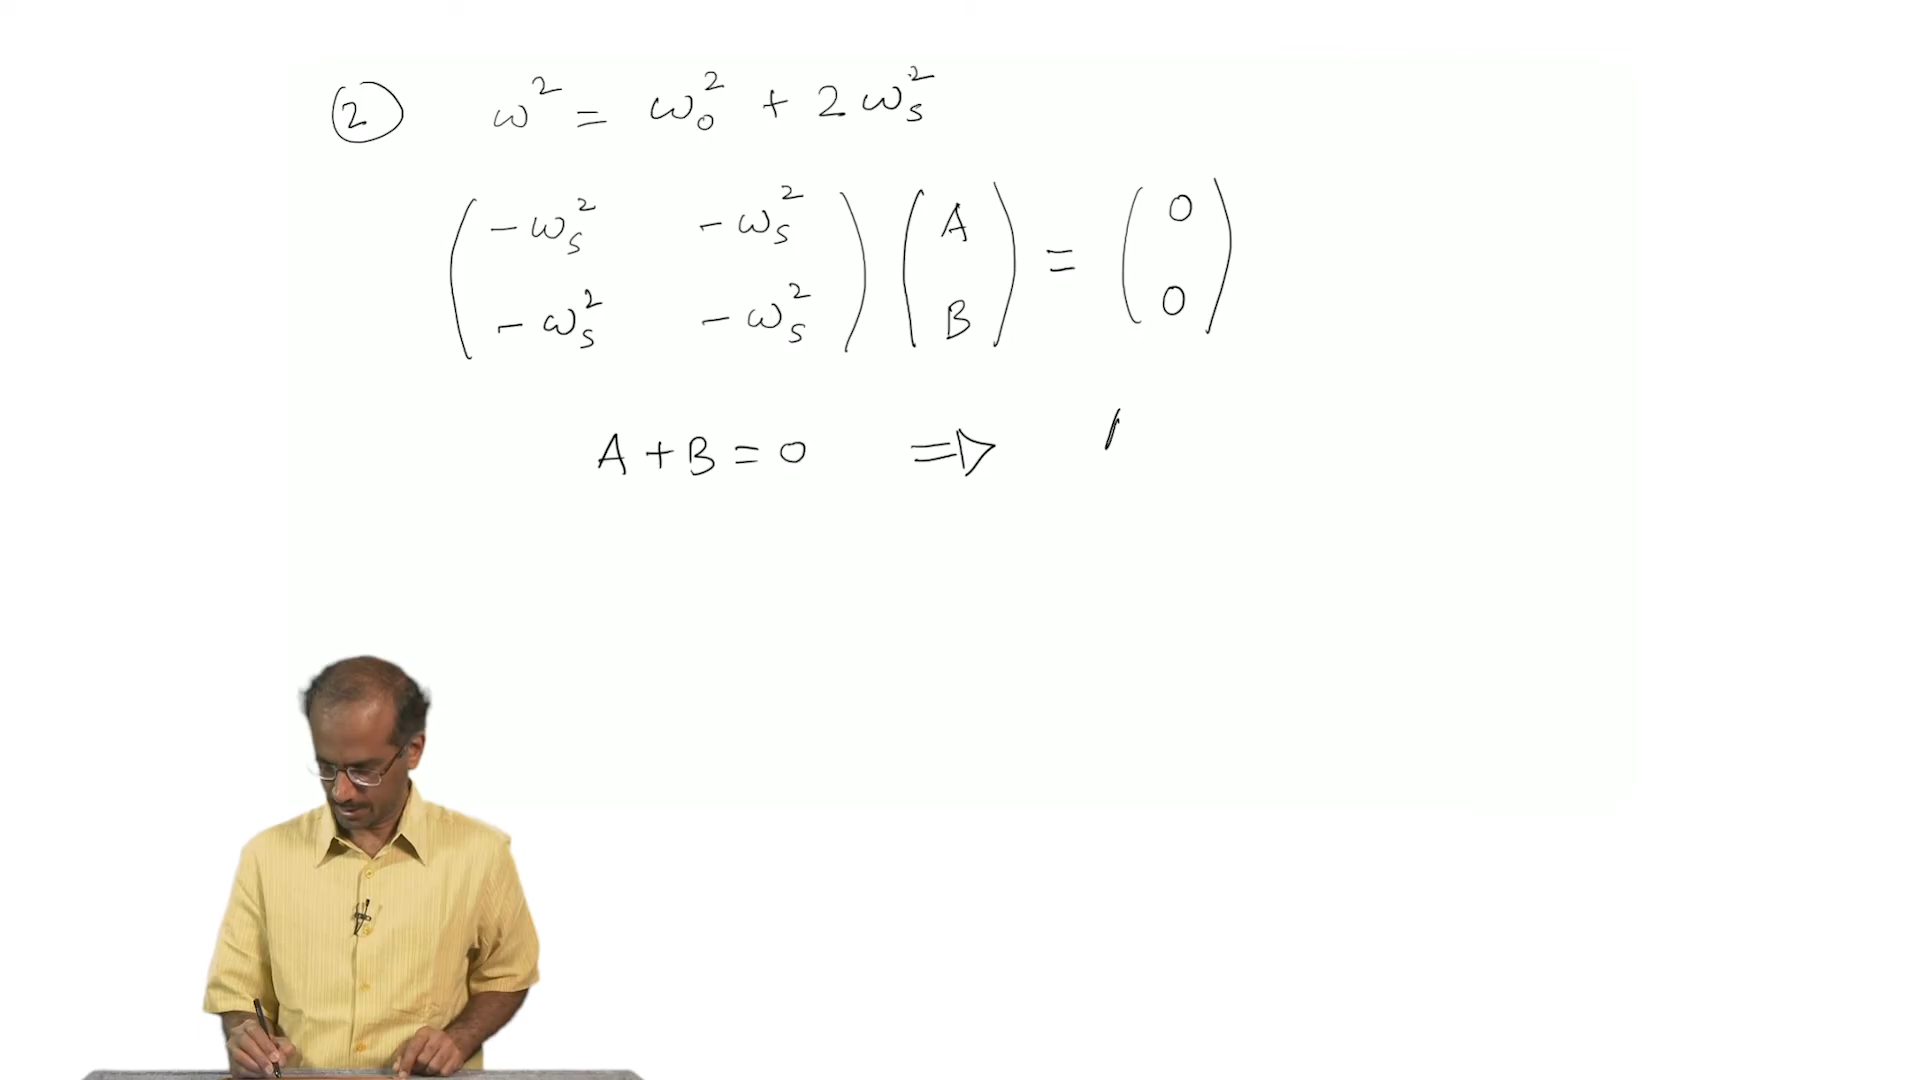 ② ω² = ω₀² + 2ωₛ²
( -ωₛ² -ωₛ² ) ( A ) = ( 0 )
( -ωₛ² -ωₛ² ) ( B ) = ( 0 )
A + B = 0 ⇒